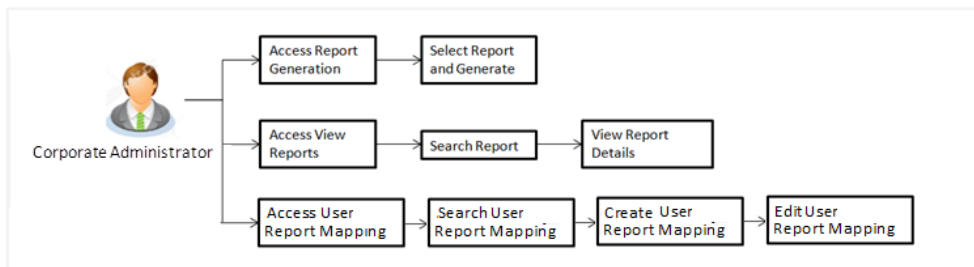 Access Report
Generation
Select Report
and Generate
Corporate Administrator
Access View
Reports
Search Report
View Report
Details
Access User
Report Mapping
Search User
Report Mapping
Create User
Report Mapping
Edit User
Report Mapping